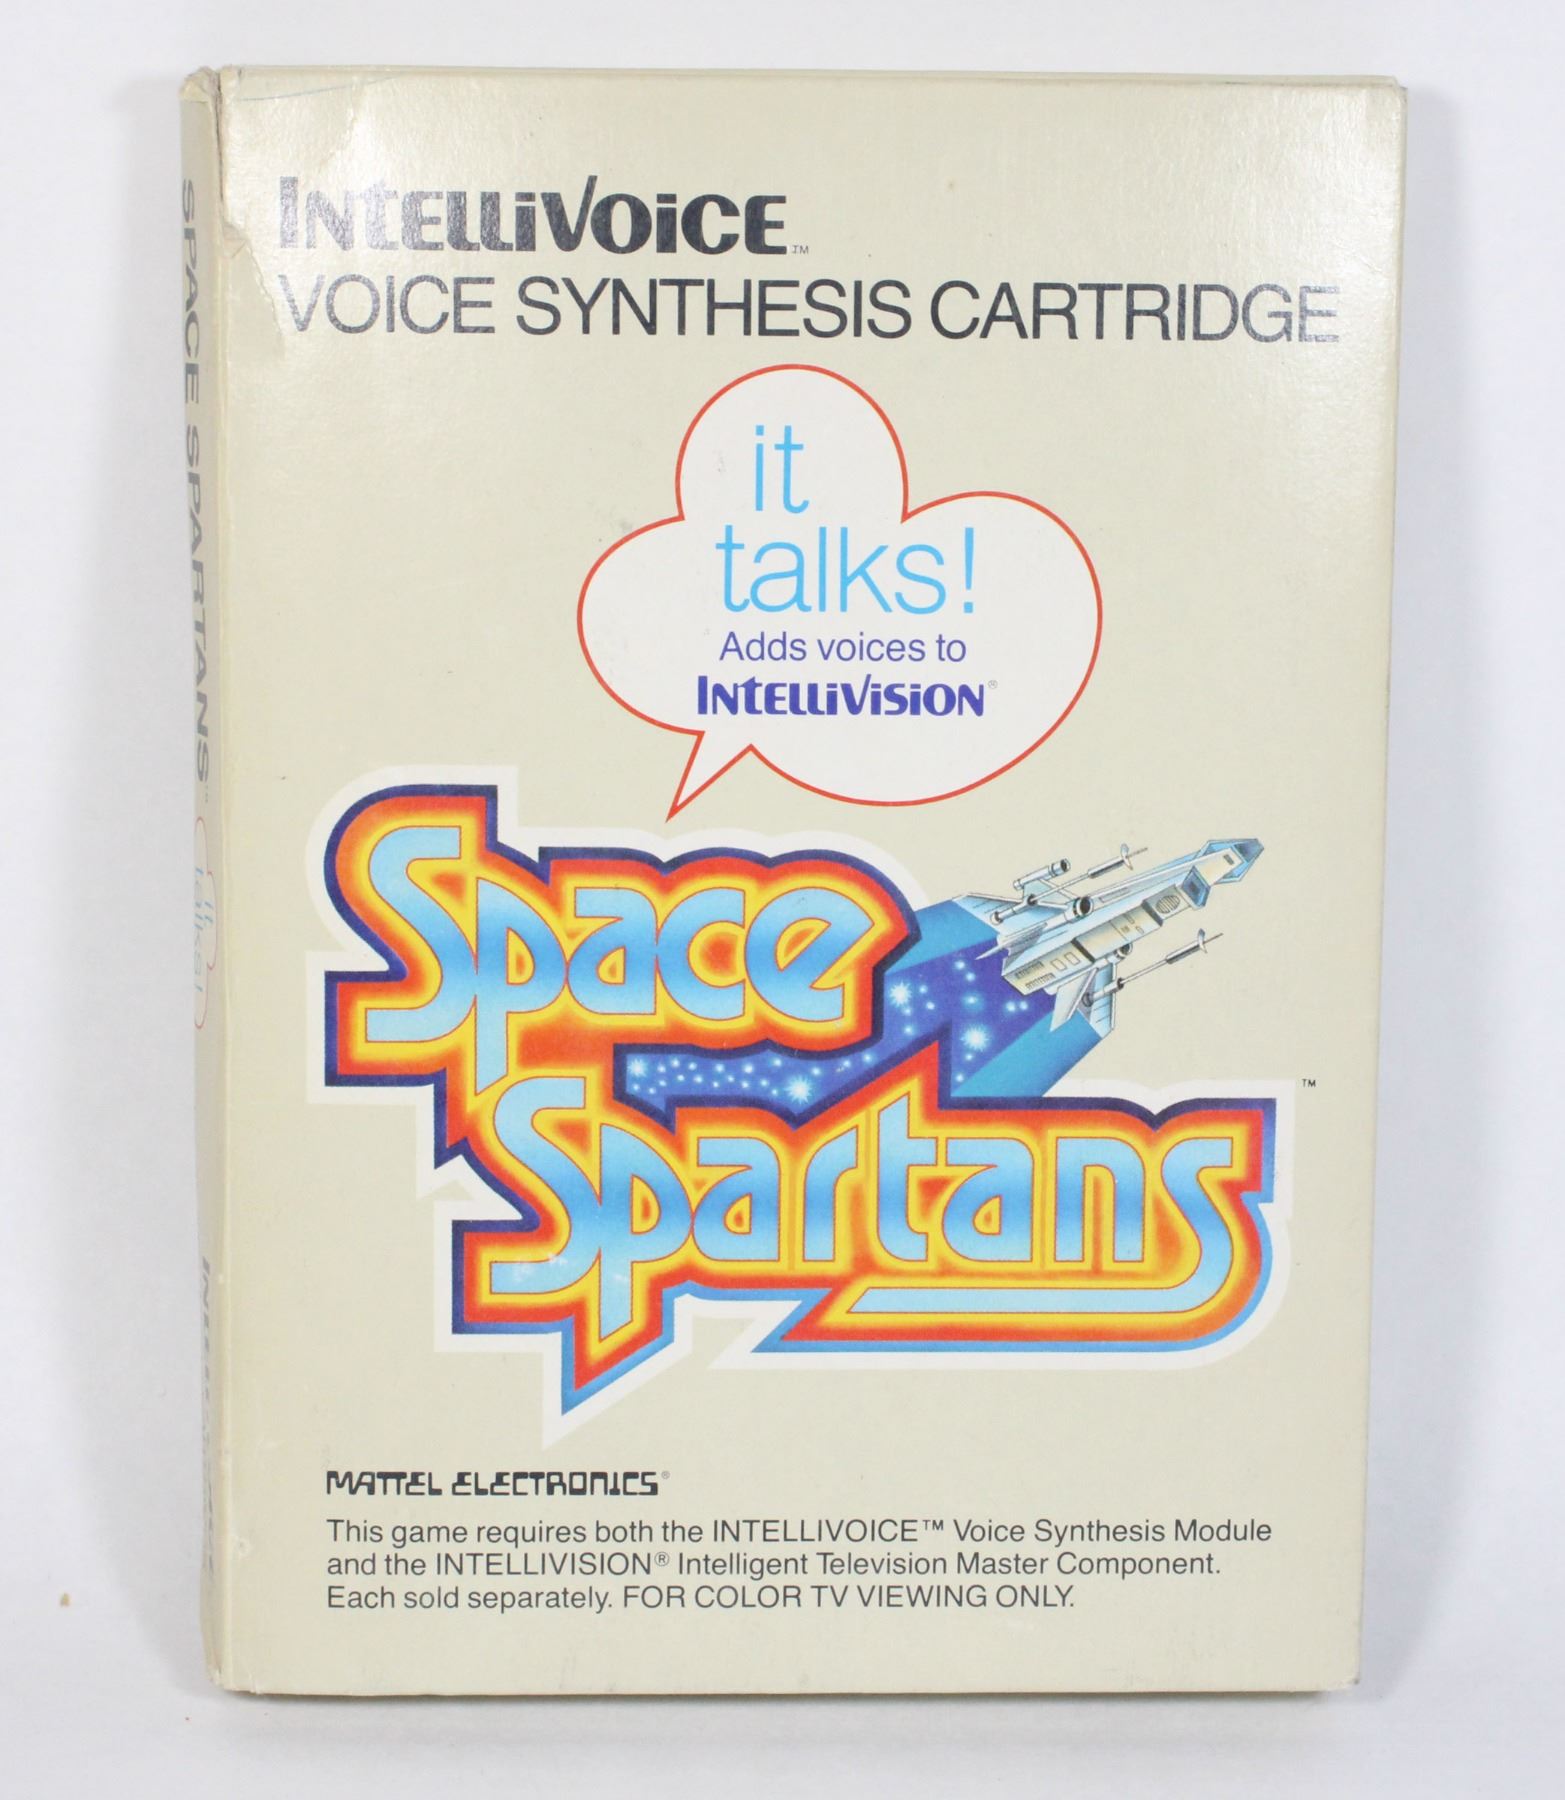 INTELLIVOICE™
VOICE SYNTHESIS CARTRIDGE
it
talks!
Adds voices to
INTELLIVISION®
Space
Spartans™
MATTEL ELECTRONICS®
This game requires both the INTELLIVOICE™ Voice Synthesis Module
and the INTELLIVISION® Intelligent Television Master Component.
Each sold separately. FOR COLOR TV VIEWING ONLY.
SPACE SPARTANS™
it
talks!